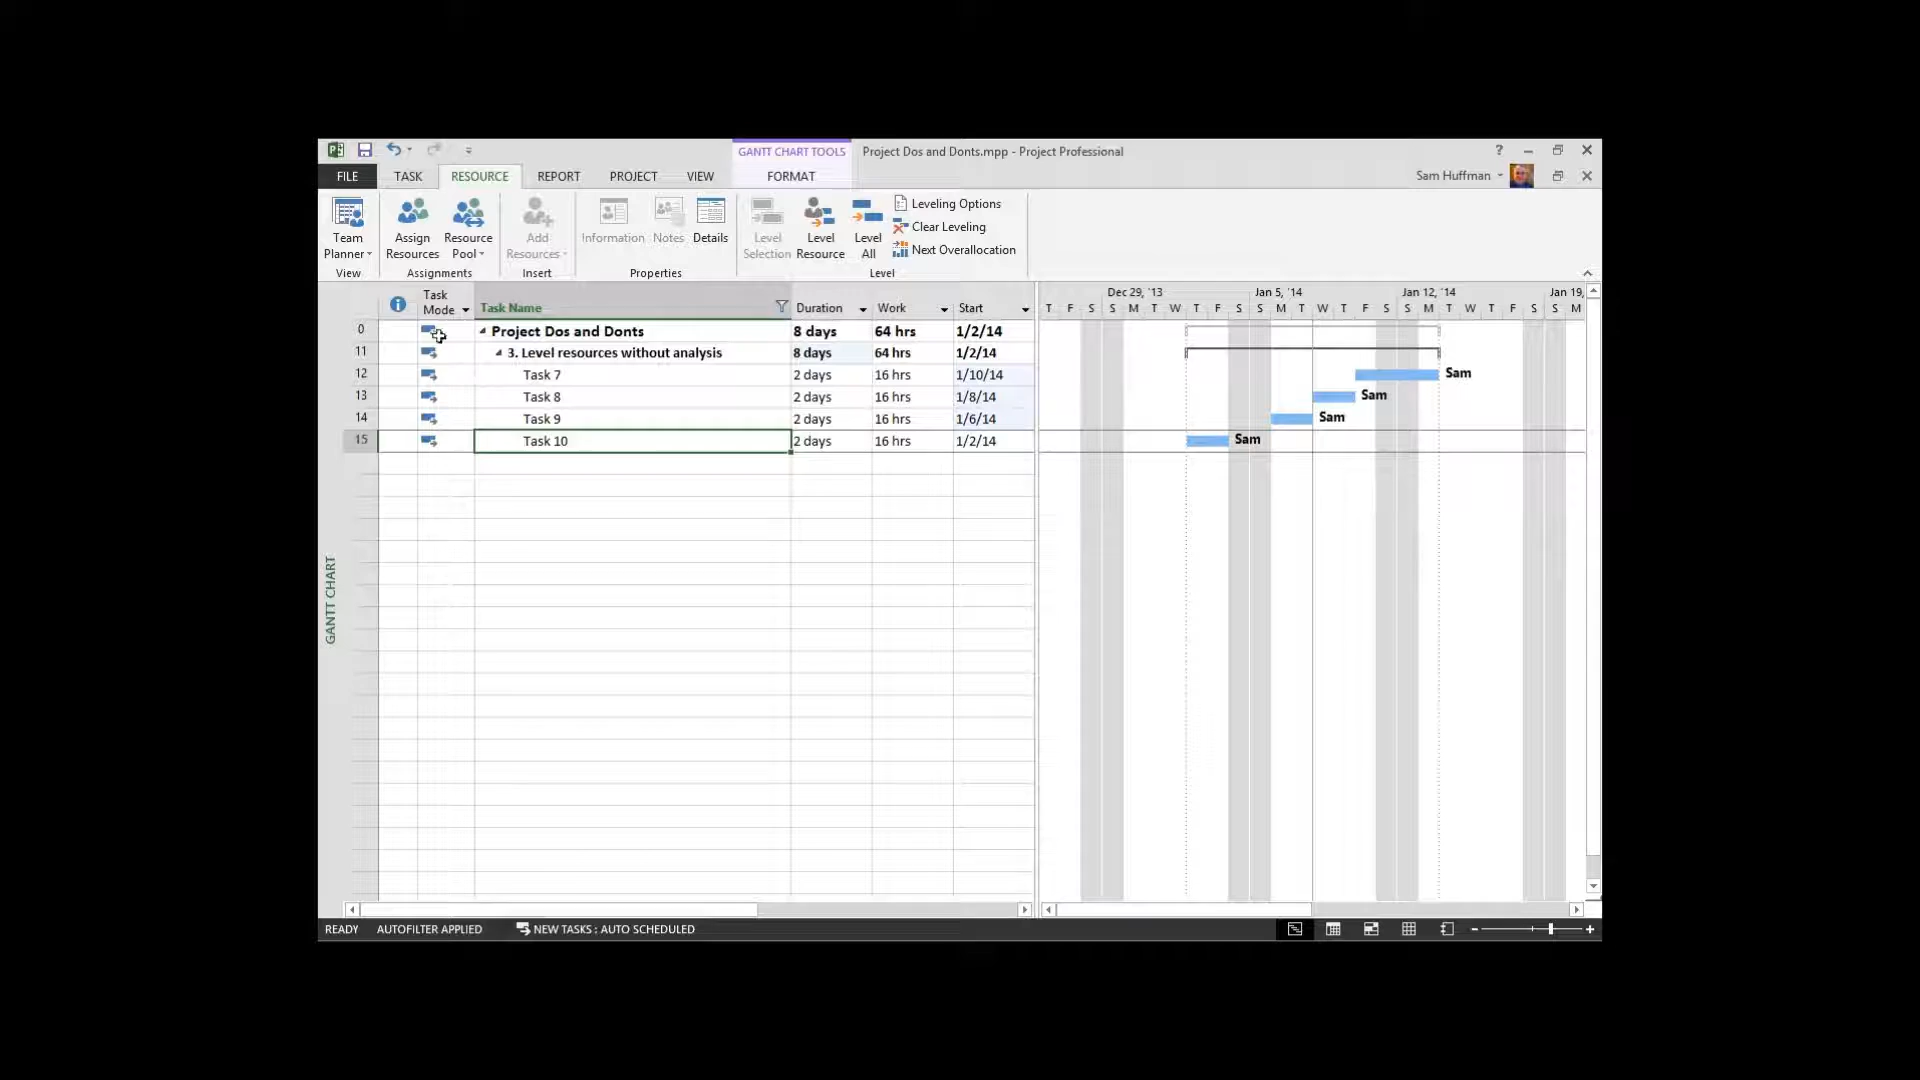 GANTT CHART TOOLS Project Dos and Donts.mpp - Project Professional ?
FILE TASK RESOURCE REPORT PROJECT VIEW FORMAT Sam Huffman
Team Planner Assign Resources Resource Pool Add Resources Information Notes Details Level Selection Level Resource Level All
Leveling Options
Clear Leveling
Next Overallocation
View Assignments Insert Properties Level
Task Mode Task Name Duration Work Start
Dec 29, '13 Jan 5, '14 Jan 12, '14 Jan 19,
T F S S M T W T F S S M T W T F S S M T W T F S S M
0 Project Dos and Donts 8 days 64 hrs 1/2/14
11 3. Level resources without analysis 8 days 64 hrs 1/2/14
12 Task 7 2 days 16 hrs 1/10/14 Sam
13 Task 8 2 days 16 hrs 1/8/14 Sam
14 Task 9 2 days 16 hrs 1/6/14 Sam
15 Task 10 2 days 16 hrs 1/2/14 Sam
GANTT CHART
READY AUTOFILTER APPLIED NEW TASKS : AUTO SCHEDULED